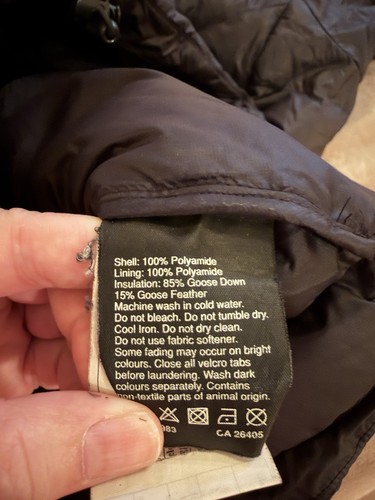 Shell: 100% Polyamide
Lining: 100% Polyamide
Insulation: 85% Goose Down
15% Goose Feather
Machine wash in cold water.
Do not bleach. Do not tumble dry.
Cool Iron. Do not dry clean.
Do not use fabric softener.
Some fading may occur on bright
colours. Close all velcro tabs
before laundering. Wash dark
colours separately. Contains
non-textile parts of animal origin.
983 CA 26405